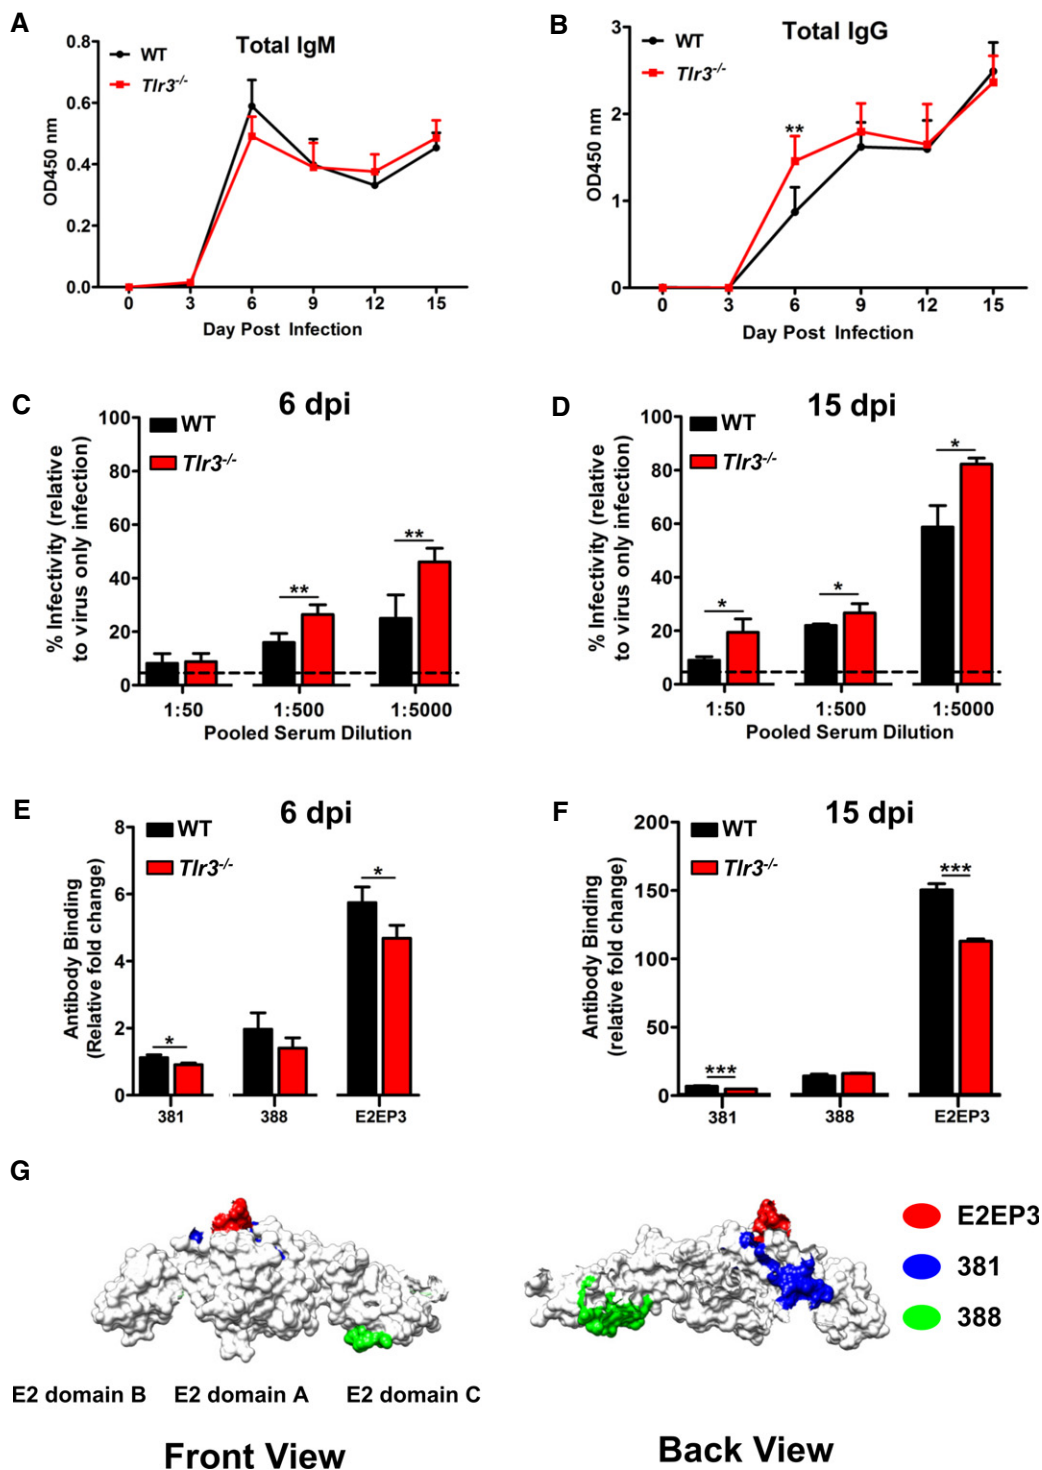 A
Total IgM
WT
Tlr3-/-
OD450 nm
0.8
0.6
0.4
0.2
0.0
0 3 6 9 12 15
Day Post Infection
B
Total IgG
WT
Tlr3-/-
OD450 nm
3
2
1
0
**
0 3 6 9 12 15
Day Post Infection
C
6 dpi
WT
Tlr3-/-
% Infectivity (relative
to virus only infection)
100
80
60
40
20
0
**
**
1:50 1:500 1:5000
Pooled Serum Dilution
D
15 dpi
WT
Tlr3-/-
% Infectivity (relative
to virus only infection)
100
80
60
40
20
0
*
*
*
1:50 1:500 1:5000
Pooled Serum Dilution
E
6 dpi
WT
Tlr3-/-
Antibody Binding
(Relative fold change)
8
6
4
2
0
*
*
381 388 E2EP3
F
15 dpi
WT
Tlr3-/-
Antibody Binding
(relative fold change)
200
150
100
50
0
***
***
381 388 E2EP3
G
E2EP3
381
388
E2 domain B E2 domain A E2 domain C
Front View
Back View